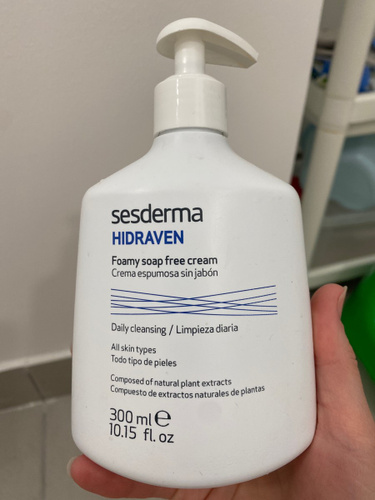 sesderma
HIDRAVEN
Foamy soap free cream
Crema espumosa sin jabón
Daily cleansing / Limpieza diaria
All skin types
Todo tipo de pieles
Composed of natural plant extracts
Compuesto de extractos naturales de plantas
300 ml ℮
10.15 fl. oz